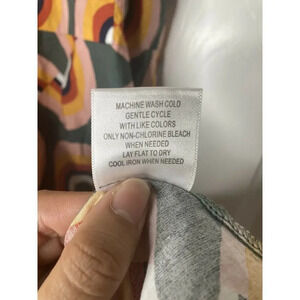 MACHINE WASH COLD
GENTLE CYCLE
WITH LIKE COLORS
ONLY NON-CHLORINE BLEACH
WHEN NEEDED
LAY FLAT TO DRY
COOL IRON WHEN NEEDED